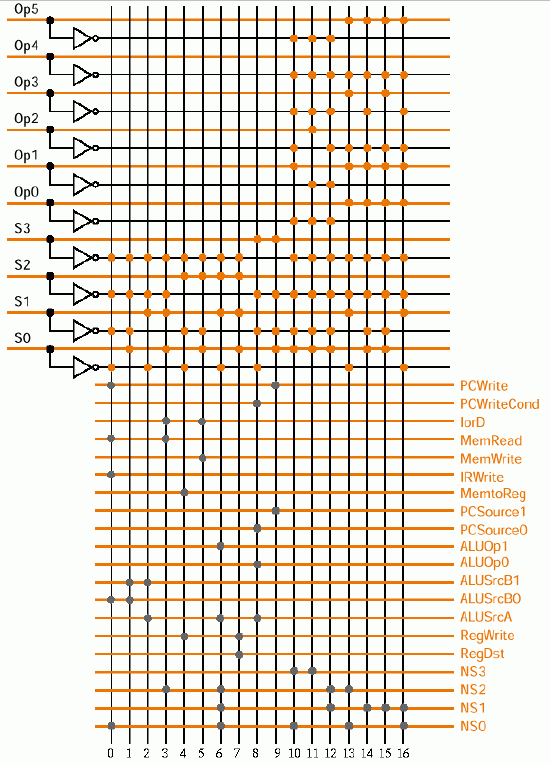 Op5
Op4
Op3
Op2
Op1
Op0
S3
S2
S1
S0
PCWrite
PCWriteCond
IorD
MemRead
MemWrite
IRWrite
MemtoReg
PCSource1
PCSource0
ALUOp1
ALUOp0
ALUSrcB1
ALUSrcB0
ALUSrcA
RegWrite
RegDst
NS3
NS2
NS1
NS0
0 1 2 3 4 5 6 7 8 9 10 11 12 13 14 15 16